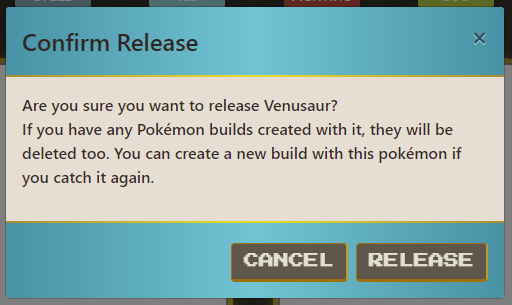 Confirm Release
×
Are you sure you want to release Venusaur?
If you have any Pokémon builds created with it, they will be
deleted too. You can create a new build with this pokémon if
you catch it again.
CANCEL
RELEASE